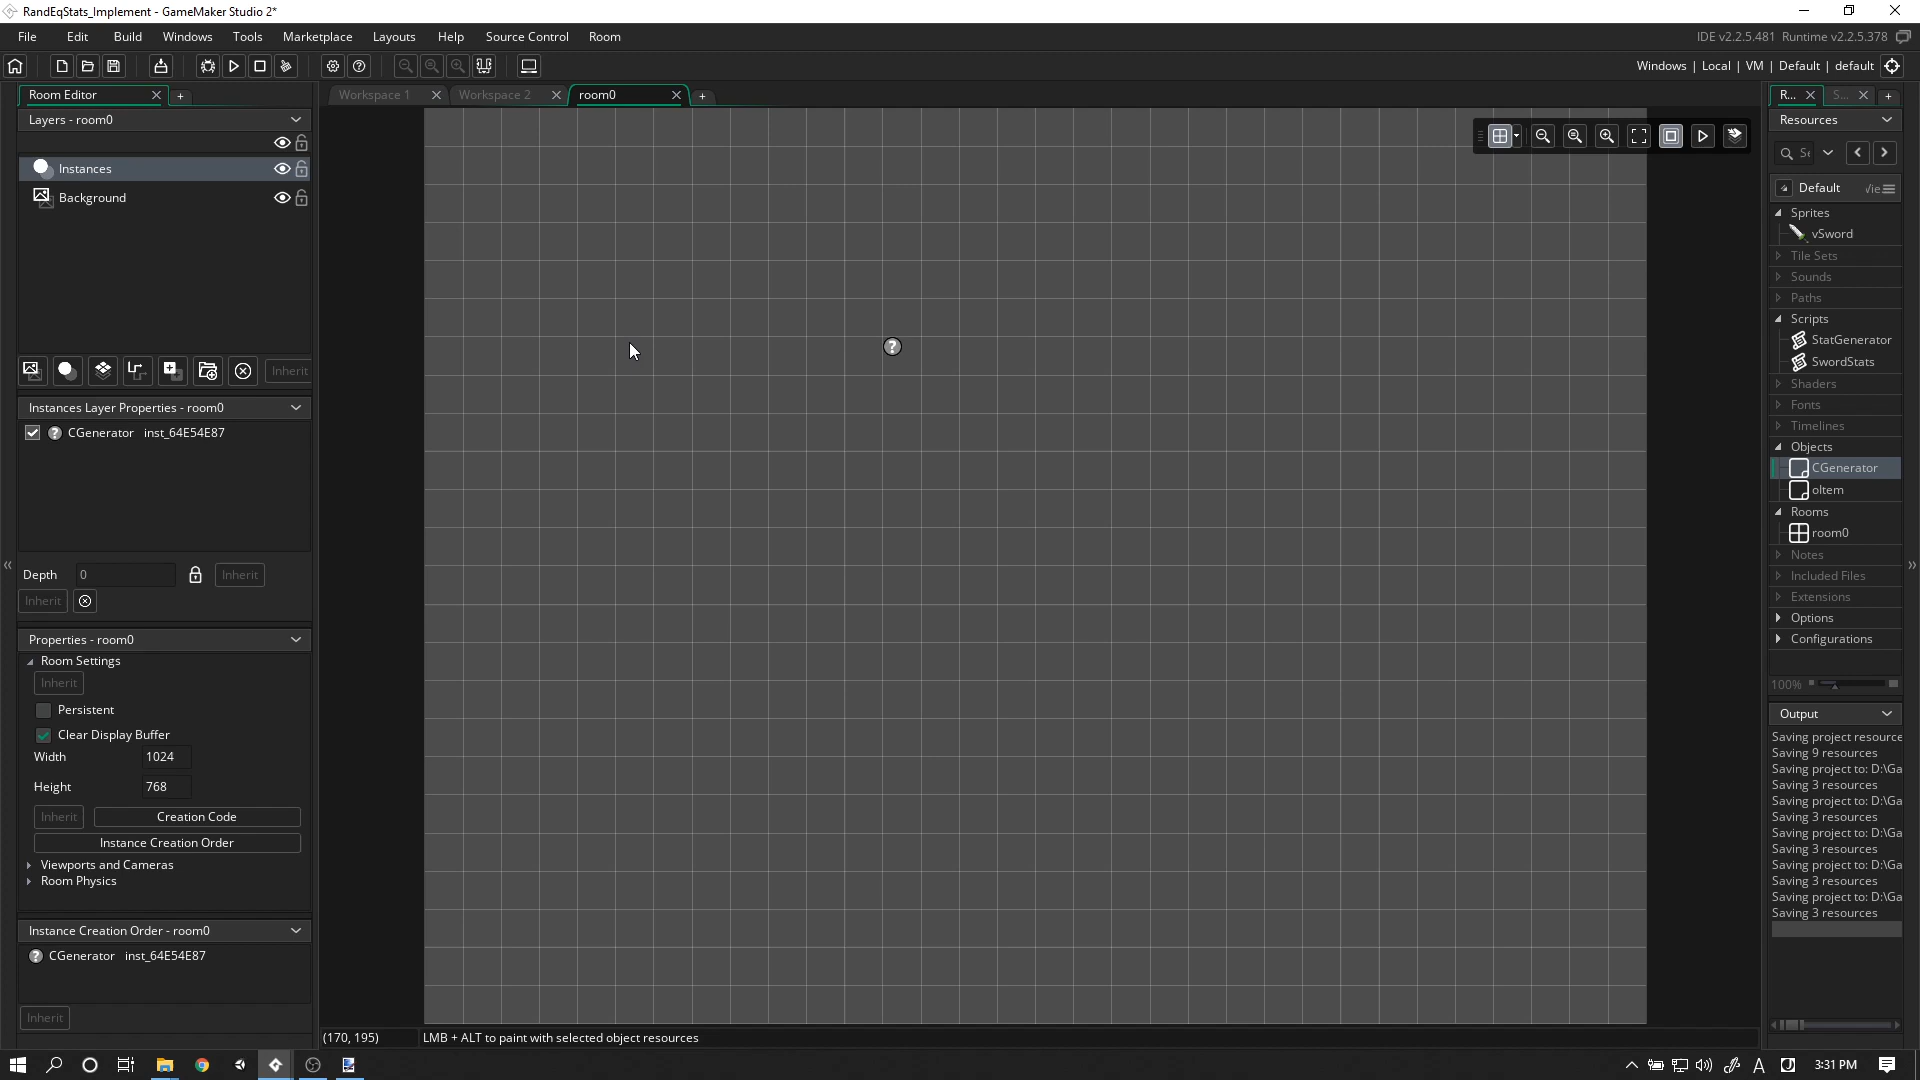 RandEqStats_Implement - GameMaker Studio 2*
File Edit Build Windows Tools Marketplace Layouts Help Source Control Room
IDE v2.2.5.481 Runtime v2.2.5.378
Windows | Local | VM | Default | default
Room Editor
Workspace 1
Workspace 2
room0
Layers - room0
Instances
Background
Inherit
Instances Layer Properties - room0
CGenerator inst_64E54E87
Depth 0 Inherit
Inherit
Properties - room0
Room Settings
Inherit
Persistent
Clear Display Buffer
Width 1024
Height 768
Inherit Creation Code
Instance Creation Order
Viewports and Cameras
Room Physics
Instance Creation Order - room0
CGenerator inst_64E54E87
Inherit
(170, 195) LMB + ALT to paint with selected object resources
R... S...
Resources
Default
Sprites
vSword
Tile Sets
Sounds
Paths
Scripts
StatGenerator
SwordStats
Shaders
Fonts
Timelines
Objects
CGenerator
oItem
Rooms
room0
Notes
Included Files
Extensions
Options
Configurations
100%
Output
Saving project resource
Saving 9 resources
Saving project to: D:\Ga
Saving 3 resources
Saving project to: D:\Ga
Saving 3 resources
Saving project to: D:\Ga
Saving 3 resources
Saving project to: D:\Ga
Saving 3 resources
Saving project to: D:\Ga
Saving 3 resources
3:31 PM